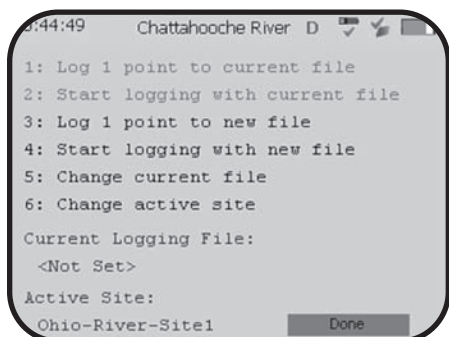 :44:49 Chattahooche River D
1: Log 1 point to current file
2: Start logging with current file
3: Log 1 point to new file
4: Start logging with new file
5: Change current file
6: Change active site
Current Logging File:
<Not Set>
Active Site:
Ohio-River-Site1 Done